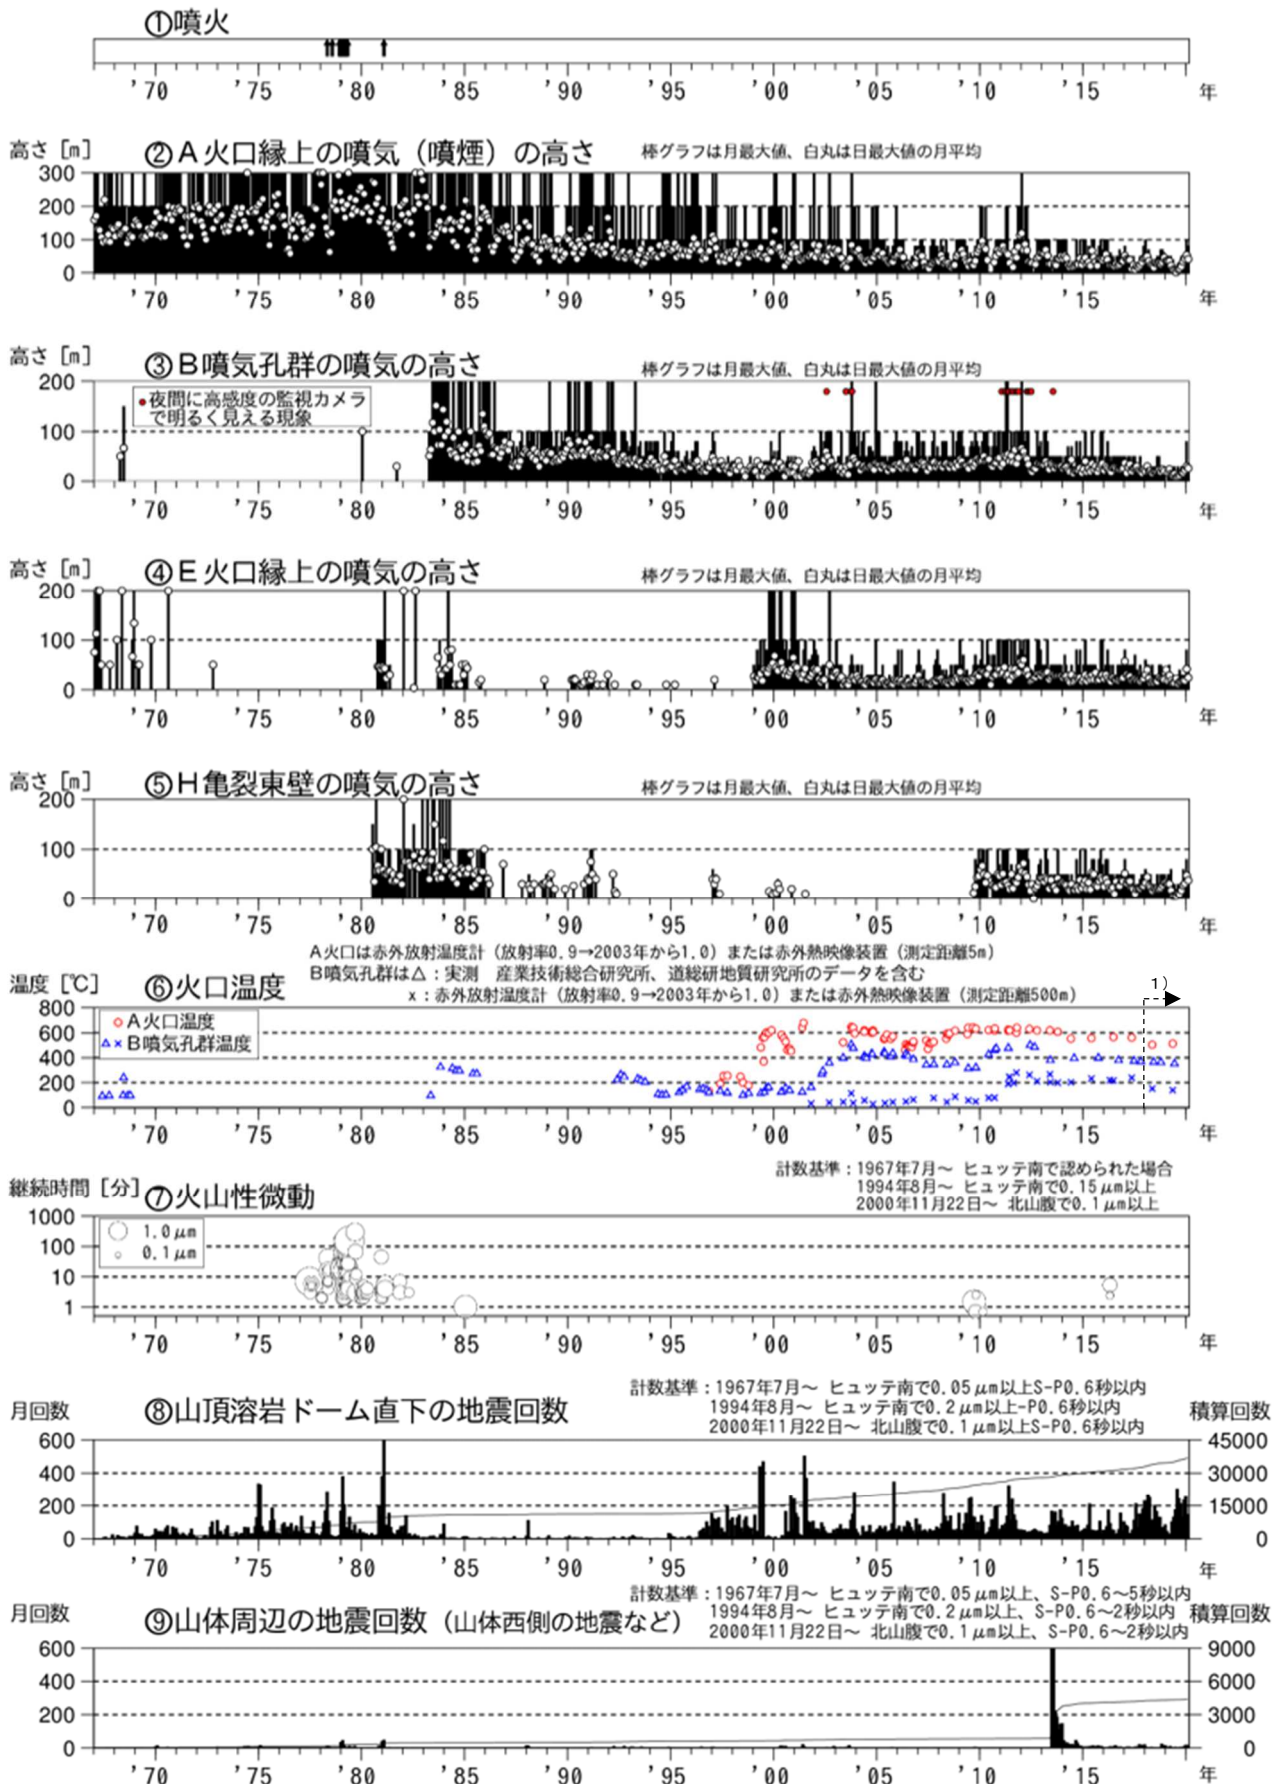 ①噴火
'70 '75 '80 '85 '90 '95 '00 '05 '10 '15 年
高さ [m] ②A火口縁上の噴気（噴煙）の高さ 棒グラフは月最大値、白丸は日最大値の月平均
300
200
100
0
'70 '75 '80 '85 '90 '95 '00 '05 '10 '15 年
高さ [m] ③B噴気孔群の噴気の高さ 棒グラフは月最大値、白丸は日最大値の月平均
200
●夜間に高感度の監視カメラ
で明るく見える現象
100
0
'70 '75 '80 '85 '90 '95 '00 '05 '10 '15 年
高さ [m] ④E火口縁上の噴気の高さ 棒グラフは月最大値、白丸は日最大値の月平均
200
100
0
'70 '75 '80 '85 '90 '95 '00 '05 '10 '15 年
高さ [m] ⑤H亀裂東壁の噴気の高さ 棒グラフは月最大値、白丸は日最大値の月平均
200
100
0
'70 '75 '80 '85 '90 '95 '00 '05 '10 '15 年
A火口は赤外放射温度計（放射率0.9→2003年から1.0）または赤外熱映像装置（測定距離5m）
B噴気孔群は△：実測 産業技術総合研究所、道総研地質研究所のデータを含む
温度 [℃] ⑥火口温度 x：赤外放射温度計（放射率0.9→2003年から1.0）または赤外熱映像装置（測定距離500m） 1)
800
○ A火口温度
600
△ × B噴気孔群温度
400
200
0
'70 '75 '80 '85 '90 '95 '00 '05 '10 '15 年
計数基準：1967年7月～ ヒュッテ南で認められた場合
継続時間 [分] ⑦火山性微動 1994年8月～ ヒュッテ南で0.15μm以上
2000年11月22日～ 北山腹で0.1μm以上
1000
1.0μm
100
0.1μm
10
1
'70 '75 '80 '85 '90 '95 '00 '05 '10 '15 年
計数基準：1967年7月～ ヒュッテ南で0.05μm以上S-P0.6秒以内
月回数 ⑧山頂溶岩ドーム直下の地震回数 1994年8月～ ヒュッテ南で0.2μm以上-P0.6秒以内 積算回数
2000年11月22日～ 北山腹で0.1μm以上S-P0.6秒以内
600 45000
400 30000
200 15000
0 0
'70 '75 '80 '85 '90 '95 '00 '05 '10 '15 年
計数基準：1967年7月～ ヒュッテ南で0.05μm以上、S-P0.6～5秒以内
月回数 ⑨山体周辺の地震回数（山体西側の地震など） 1994年8月～ ヒュッテ南で0.2μm以上、S-P0.6～2秒以内 積算回数
2000年11月22日～ 北山腹で0.1μm以上、S-P0.6～2秒以内
600 9000
400 6000
200 3000
0 0
'70 '75 '80 '85 '90 '95 '00 '05 '10 '15 年